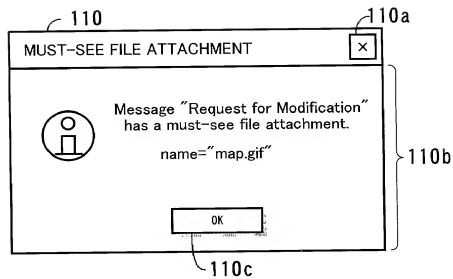 110
110a
MUST-SEE FILE ATTACHMENT
×
Message "Request for Modification"
has a must-see file attachment.
name="map.gif"
110b
OK
110c